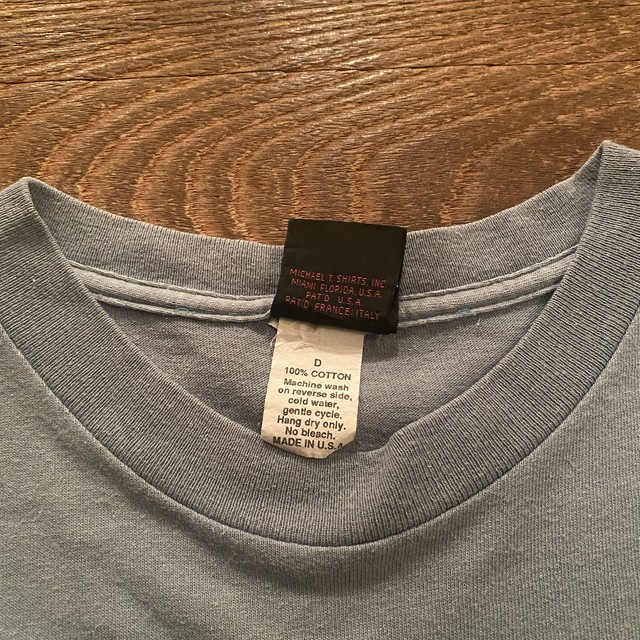 MICHAEL T. SHIRTS, INC.
MIAMI FLORIDA, U.S.A.
PAT'D U.S.A
PAT'D FRANCE: ITALY
D
100% COTTON
Machine wash
on reverse side,
cold water,
gentle cycle.
Hang dry only.
No bleach.
MADE IN U.S.A.